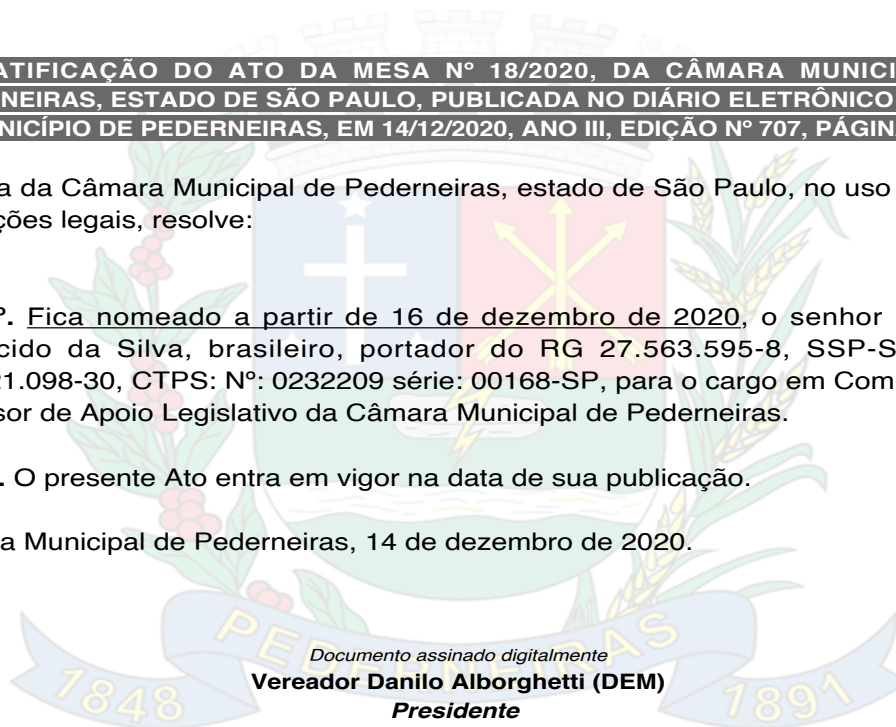 ATIFICAÇÃO DO ATO DA MESA Nº 18/2020, DA CÂMARA MUNICI
NEIRAS, ESTADO DE SÃO PAULO, PUBLICADA NO DIÁRIO ELETRÔNICO
NICÍPIO DE PEDERNEIRAS, EM 14/12/2020, ANO III, EDIÇÃO Nº 707, PÁGIN
a da Câmara Municipal de Pederneiras, estado de São Paulo, no uso
ções legais, resolve:
º. Fica nomeado a partir de 16 de dezembro de 2020, o senhor
cido da Silva, brasileiro, portador do RG 27.563.595-8, SSP-S
21.098-30, CTPS: Nº: 0232209 série: 00168-SP, para o cargo em Com
sor de Apoio Legislativo da Câmara Municipal de Pederneiras.
. O presente Ato entra em vigor na data de sua publicação.
a Municipal de Pederneiras, 14 de dezembro de 2020.
PEDERNEIRAS
Documento assinado digitalmente
Vereador Danilo Alborghetti (DEM)
Presidente
1848
1891